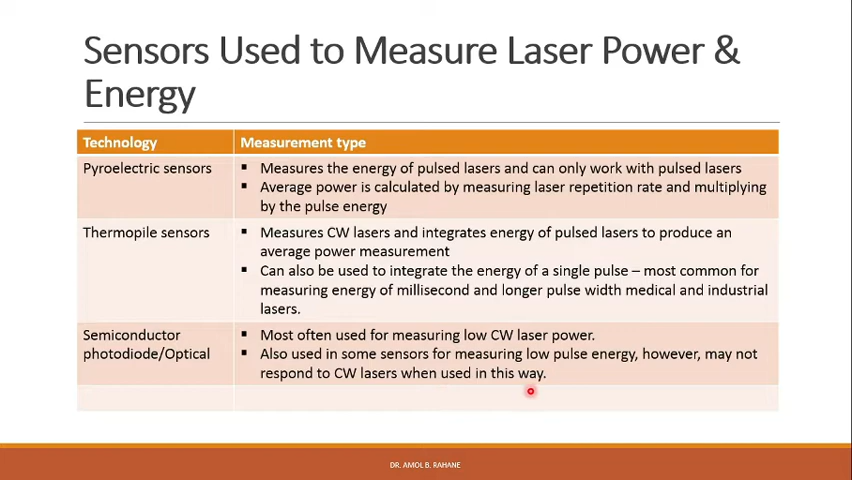 Sensors Used to Measure Laser Power &
Energy
Technology
Measurement type
Pyroelectric sensors
▪ Measures the energy of pulsed lasers and can only work with pulsed lasers
▪ Average power is calculated by measuring laser repetition rate and multiplying
by the pulse energy
Thermopile sensors
▪ Measures CW lasers and integrates energy of pulsed lasers to produce an
average power measurement
▪ Can also be used to integrate the energy of a single pulse – most common for
measuring energy of millisecond and longer pulse width medical and industrial
lasers.
Semiconductor
photodiode/Optical
▪ Most often used for measuring low CW laser power.
▪ Also used in some sensors for measuring low pulse energy, however, may not
respond to CW lasers when used in this way.
DR. AMOL B. RAHANE